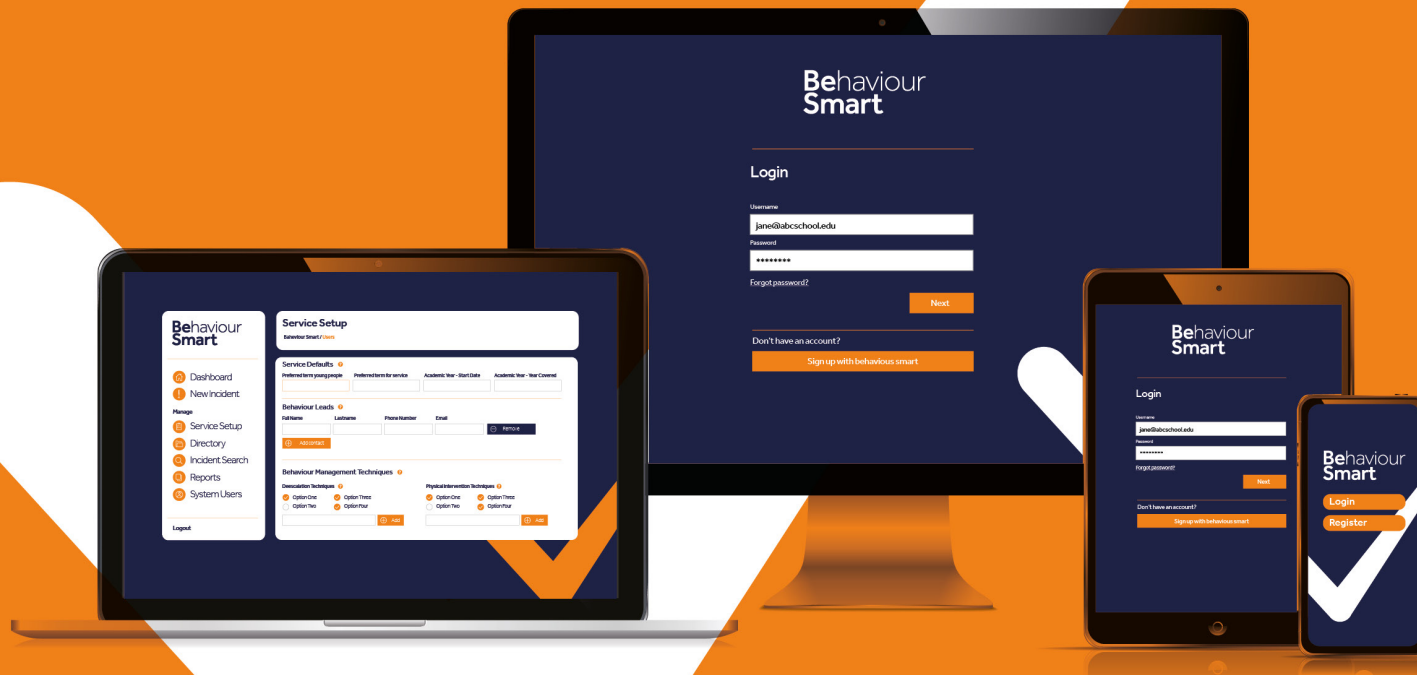 Behaviour
Smart
Dashboard
New Incident
Manage
Service Setup
Directory
Incident Search
Reports
System Users
Logout
Service Setup
Behaviour Smart / Users
Service Defaults ?
Preferred term young people Preferred term for service Academic Year - Start Date Academic Year - Year Covered
Behaviour Leads ?
Full Name Lastname Phone Number Email
Remove
Add contact
Behaviour Management Techniques ?
Deescalation Technique ? Physical Intervention Techniques ?
Option One Option Three Option One Option Three
Option Two Option Four Option Two Option Four
Add Add
Behaviour
Smart
Login
Username
jane@abcschool.edu
Password
********
Forgot password?
Next
Don't have an account?
Sign up with behavious smart
Behaviour
Smart
Login
Username
jane@abcschool.edu
Password
********
Forgot password?
Next
Don't have an account?
Sign up with behavious smart
Behaviour
Smart
Login
Register